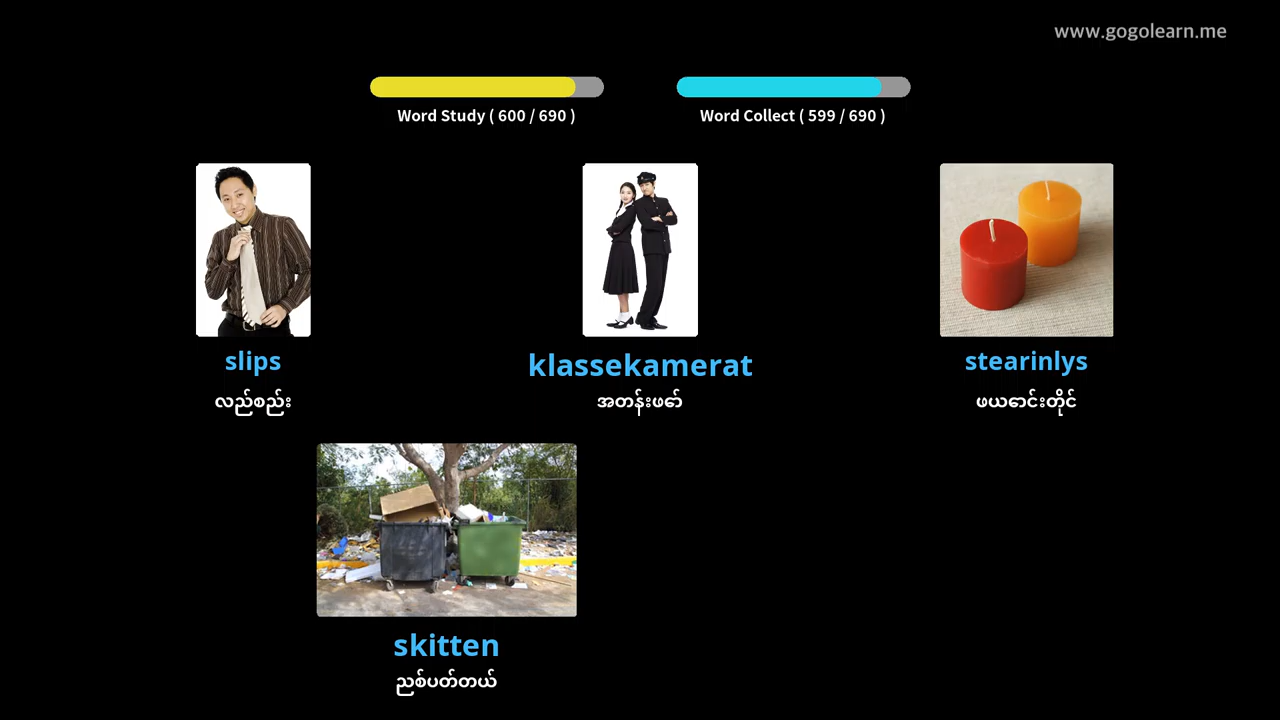 www.gogolearn.me
Word Study ( 600 / 690 )
Word Collect ( 599 / 690 )
slips
klassekamerat
stearinlys
လည်စည်း
အတန်းဖော်
ဖယောင်းတိုင်
skitten
ညစ်ပတ်တယ်